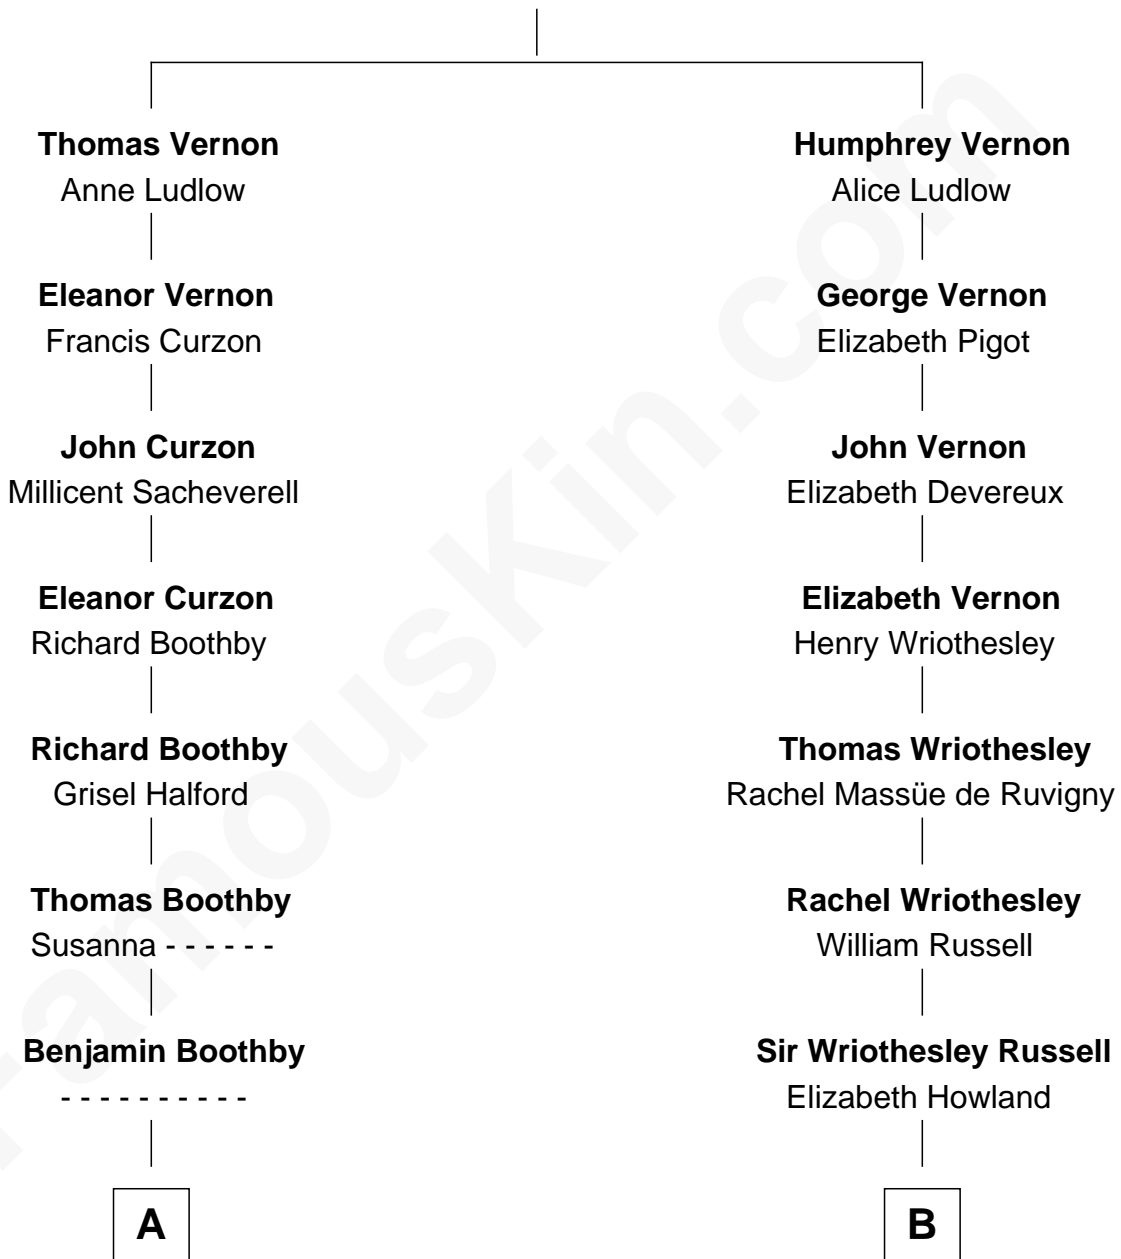 Thomas Vernon
Anne Ludlow
Eleanor Vernon
Francis Curzon
John Curzon
Millicent Sacheverell
Eleanor Curzon
Richard Boothby
Richard Boothby
Grisel Halford
Thomas Boothby
Susanna - - - - - -
Benjamin Boothby
- - - - - - - - - -
A
Humphrey Vernon
Alice Ludlow
George Vernon
Elizabeth Pigot
John Vernon
Elizabeth Devereux
Elizabeth Vernon
Henry Wriothesley
Thomas Wriothesley
Rachel Massüe de Ruvigny
Rachel Wriothesley
William Russell
Sir Wriothesley Russell
Elizabeth Howland
B
FamousKin.com